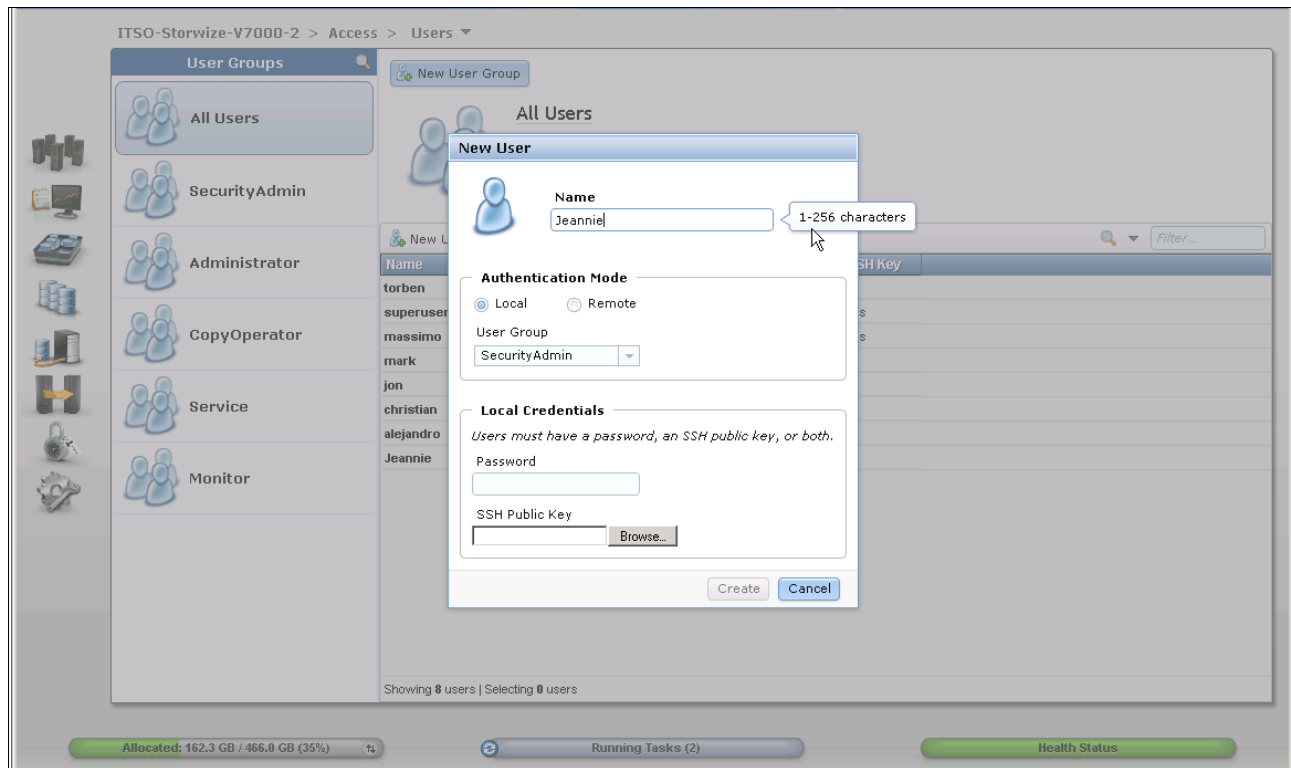 ITSO-Storwize-V7000-2 > Access > Users
User Groups
All Users
SecurityAdmin
Administrator
CopyOperator
Service
Monitor
New User Group
All Users
New User
Name
Jeannie
1-256 characters
Authentication Mode
Local Remote
User Group
SecurityAdmin
Local Credentials
Users must have a password, an SSH public key, or both.
Password
SSH Public Key
Browse...
Create Cancel
New U
Filter...
Name SH Key
torben
superuser s
massimo s
mark
jon
christian
alejandro
Jeannie
Showing 8 users | Selecting 0 users
Allocated: 162.3 GB / 466.0 GB (35%)
Running Tasks (2)
Health Status